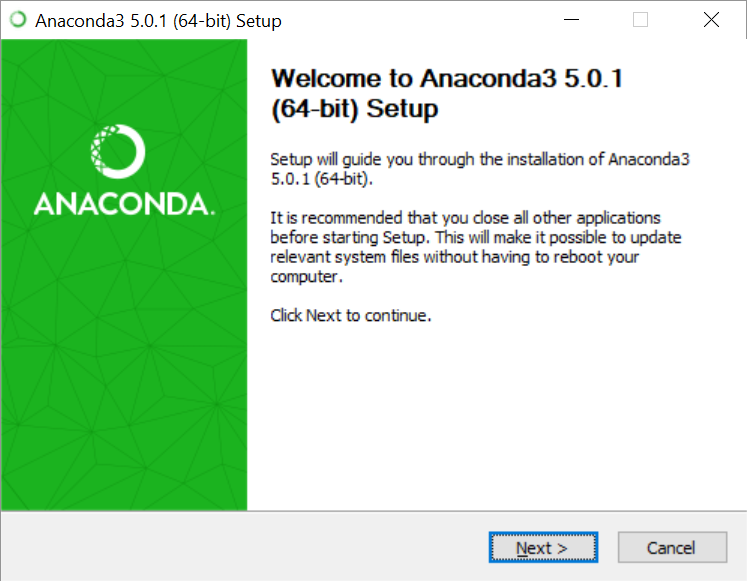 Anaconda3 5.0.1 (64-bit) Setup
ANACONDA.
Welcome to Anaconda3 5.0.1
(64-bit) Setup
Setup will guide you through the installation of Anaconda3
5.0.1 (64-bit).
It is recommended that you close all other applications
before starting Setup. This will make it possible to update
relevant system files without having to reboot your
computer.
Click Next to continue.
Next >
Cancel